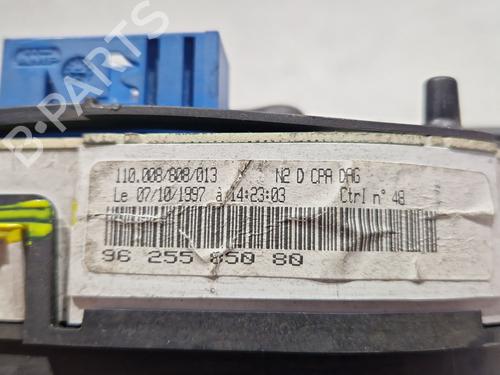 AMP
B-PARTS
110.008/808/013 N2 D CPA DAG
Le 07/10/1997 à 14:23:03 Ctrl n° 48
96 255 850 80